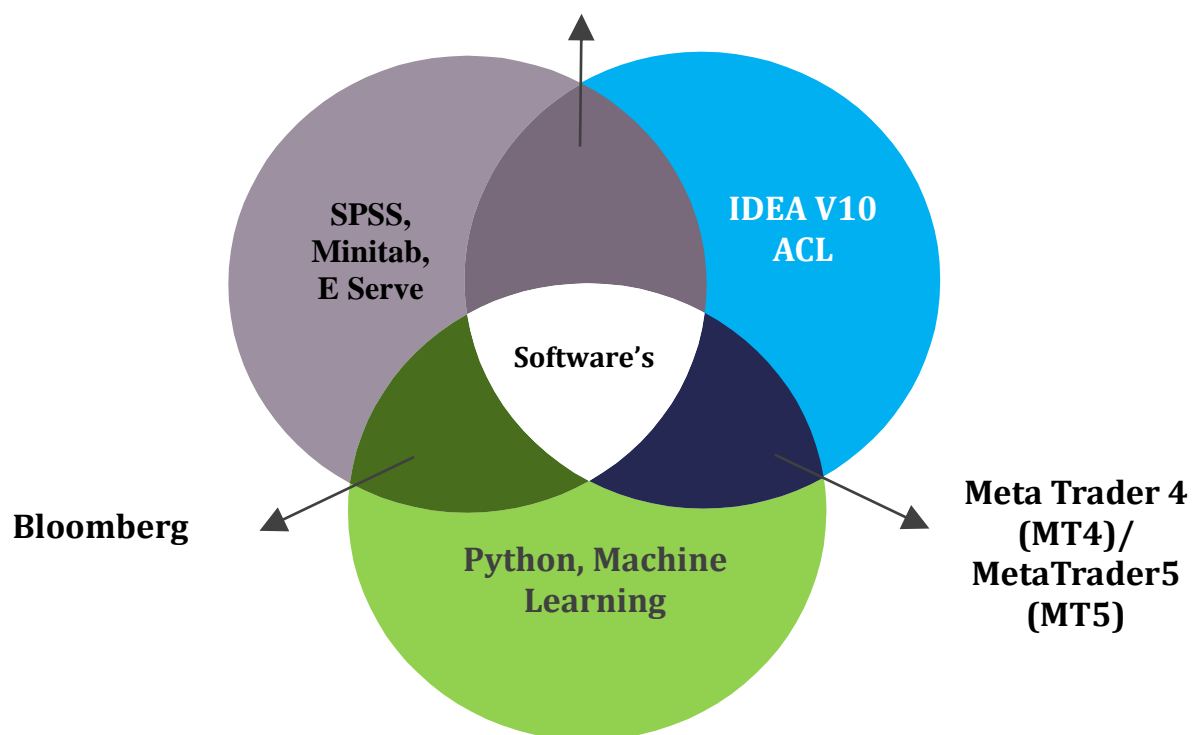 SPSS,
Minitab,
E Serve
IDEA V10
ACL
Software’s
Bloomberg
Meta Trader 4
(MT4)/
MetaTrader5
(MT5)
Python, Machine
Learning